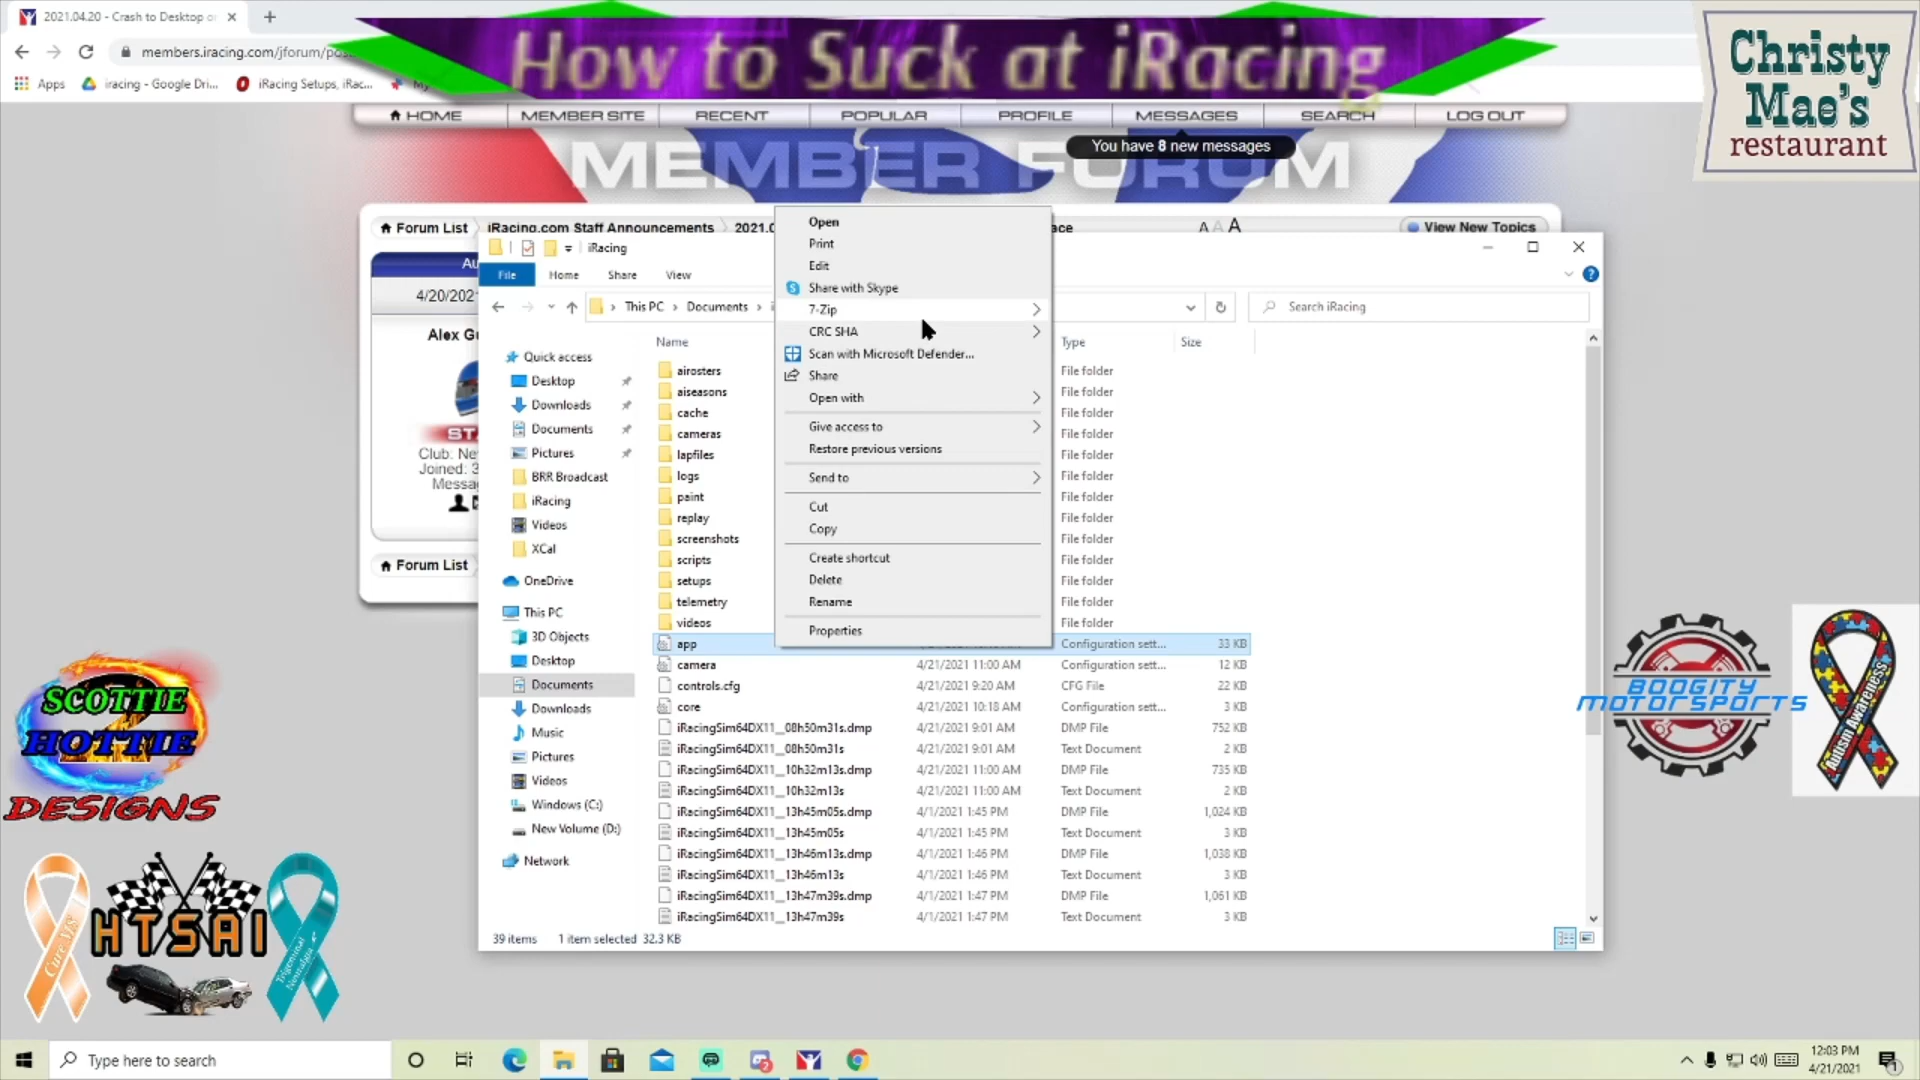 2021.04.20 - Crash to Desktop or
members.iracing.com/jforum/pos
Apps
iracing - Google Dri...
iRacing Setups, iRac...
My
How to Suck at iRacing
Christy
Mae's
restaurant
HOME
MEMBER SITE
RECENT
POPULAR
PROFILE
MESSAGES
SEARCH
LOG OUT
You have 8 new messages
MEMBER FORUM
Forum List
iRacing.com Staff Announcements
2021.0
ace
A A A
View New Topics
Au
4/20/202
Alex Gu
STA
Club: Ne
Joined: 3
Messa
Forum List
iRacing
File
Home
Share
View
This PC
Documents
Search iRacing
Name
Type
Size
Quick access
Desktop
Downloads
Documents
Pictures
BRR Broadcast
iRacing
Videos
XCal
OneDrive
This PC
3D Objects
Desktop
Documents
Downloads
Music
Pictures
Videos
Windows (C:)
New Volume (D:)
Network
Open
Print
Edit
Share with Skype
7-Zip
CRC SHA
Scan with Microsoft Defender...
Share
Open with
Give access to
Restore previous versions
Send to
Cut
Copy
Create shortcut
Delete
Rename
Properties
airosters File folder
aiseasons File folder
cache File folder
cameras File folder
lapfiles File folder
logs File folder
paint File folder
replay File folder
screenshots File folder
scripts File folder
setups File folder
telemetry File folder
videos File folder
app Configuration sett... 33 KB
camera 4/21/2021 11:00 AM Configuration sett... 12 KB
controls.cfg 4/21/2021 9:20 AM CFG File 22 KB
core 4/21/2021 10:18 AM Configuration sett... 3 KB
iRacingSim64DX11__08h50m31s.dmp 4/21/2021 9:01 AM DMP File 752 KB
iRacingSim64DX11__08h50m31s 4/21/2021 9:01 AM Text Document 2 KB
iRacingSim64DX11__10h32m13s.dmp 4/21/2021 11:00 AM DMP File 735 KB
iRacingSim64DX11__10h32m13s 4/21/2021 11:00 AM Text Document 2 KB
iRacingSim64DX11__13h45m05s.dmp 4/1/2021 1:45 PM DMP File 1,024 KB
iRacingSim64DX11__13h45m05s 4/1/2021 1:45 PM Text Document 3 KB
iRacingSim64DX11__13h46m13s.dmp 4/1/2021 1:46 PM DMP File 1,038 KB
iRacingSim64DX11__13h46m13s 4/1/2021 1:46 PM Text Document 3 KB
iRacingSim64DX11__13h47m39s.dmp 4/1/2021 1:47 PM DMP File 1,061 KB
iRacingSim64DX11__13h47m39s 4/1/2021 1:47 PM Text Document 3 KB
39 items 1 item selected 32.3 KB
SCOTTIE
HOTTIE
DESIGNS
Cure MS
HTSAI
Trigeminal
Neuralgia
BOOGITY
MOTORSPORTS
Autism Awareness
Type here to search
2
12:03 PM
4/21/2021
1